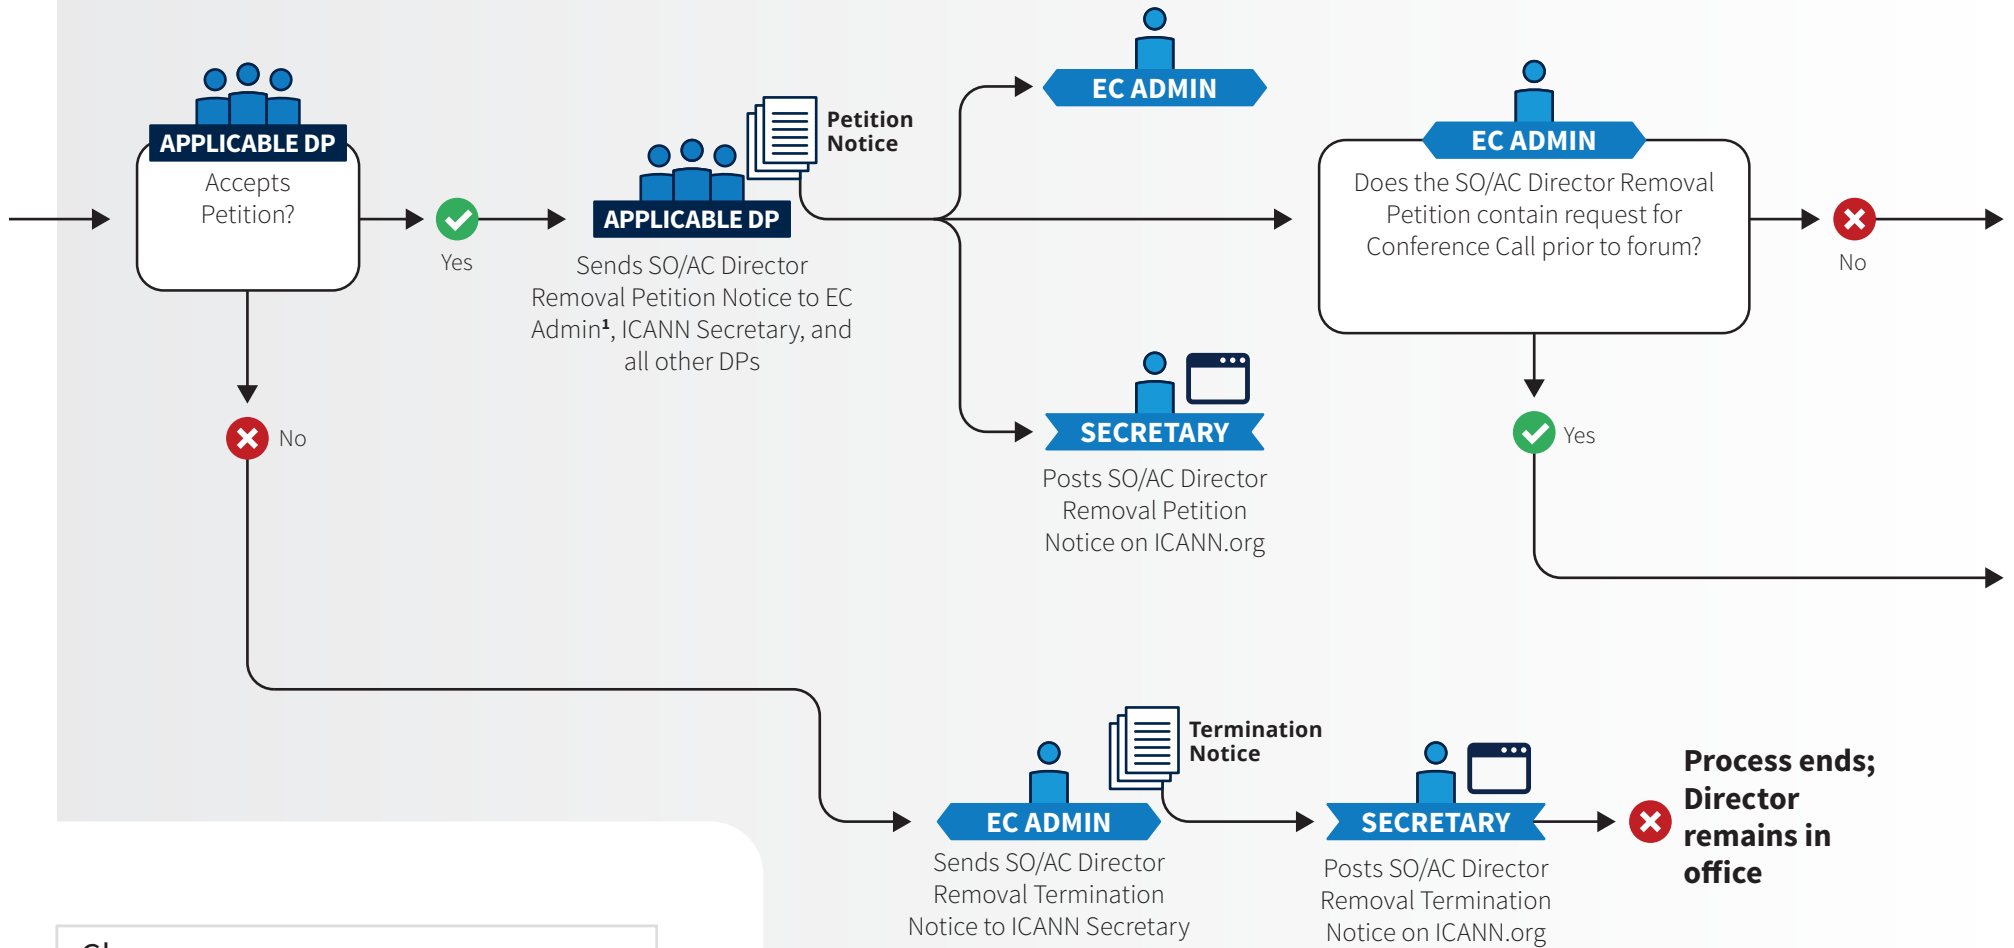 APPLICABLE DP
Accepts
Petition?
Yes
No
Petition
Notice
APPLICABLE DP
Sends SO/AC Director
Removal Petition Notice to EC
Admin¹, ICANN Secretary, and
all other DPs
EC ADMIN
SECRETARY
Posts SO/AC Director
Removal Petition
Notice on ICANN.org
EC ADMIN
Does the SO/AC Director Removal
Petition contain request for
Conference Call prior to forum?
No
Yes
Termination
Notice
EC ADMIN
Sends SO/AC Director
Removal Termination
Notice to ICANN Secretary
SECRETARY
Posts SO/AC Director
Removal Termination
Notice on ICANN.org
Process ends;
Director
remains in
office